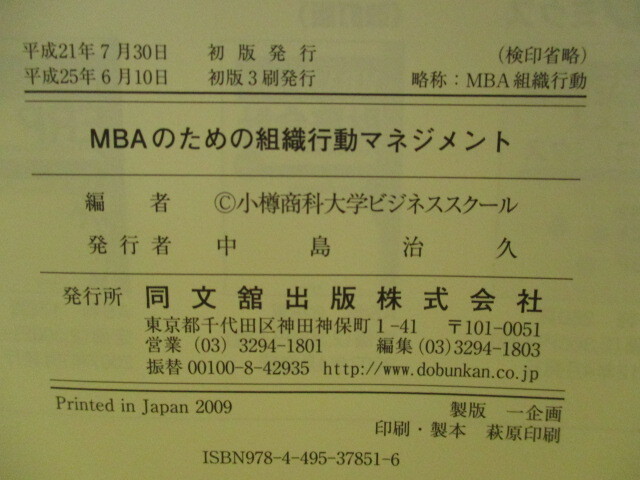 平成21年7月30日　初版発行　（検印省略）
平成25年6月10日　初版3刷発行　略称：MBA組織行動
MBAのための組織行動マネジメント
編　者　©小樽商科大学ビジネススクール
発行者　中島治久
発行所　同文舘出版株式会社
東京都千代田区神田神保町1-41　〒101-0051
営業（03）3294-1801　編集（03）3294-1803
振替00100-8-42935　http://www.dobunkan.co.jp
Printed in Japan 2009　製版　一企画
印刷・製本　萩原印刷
ISBN978-4-495-37851-6